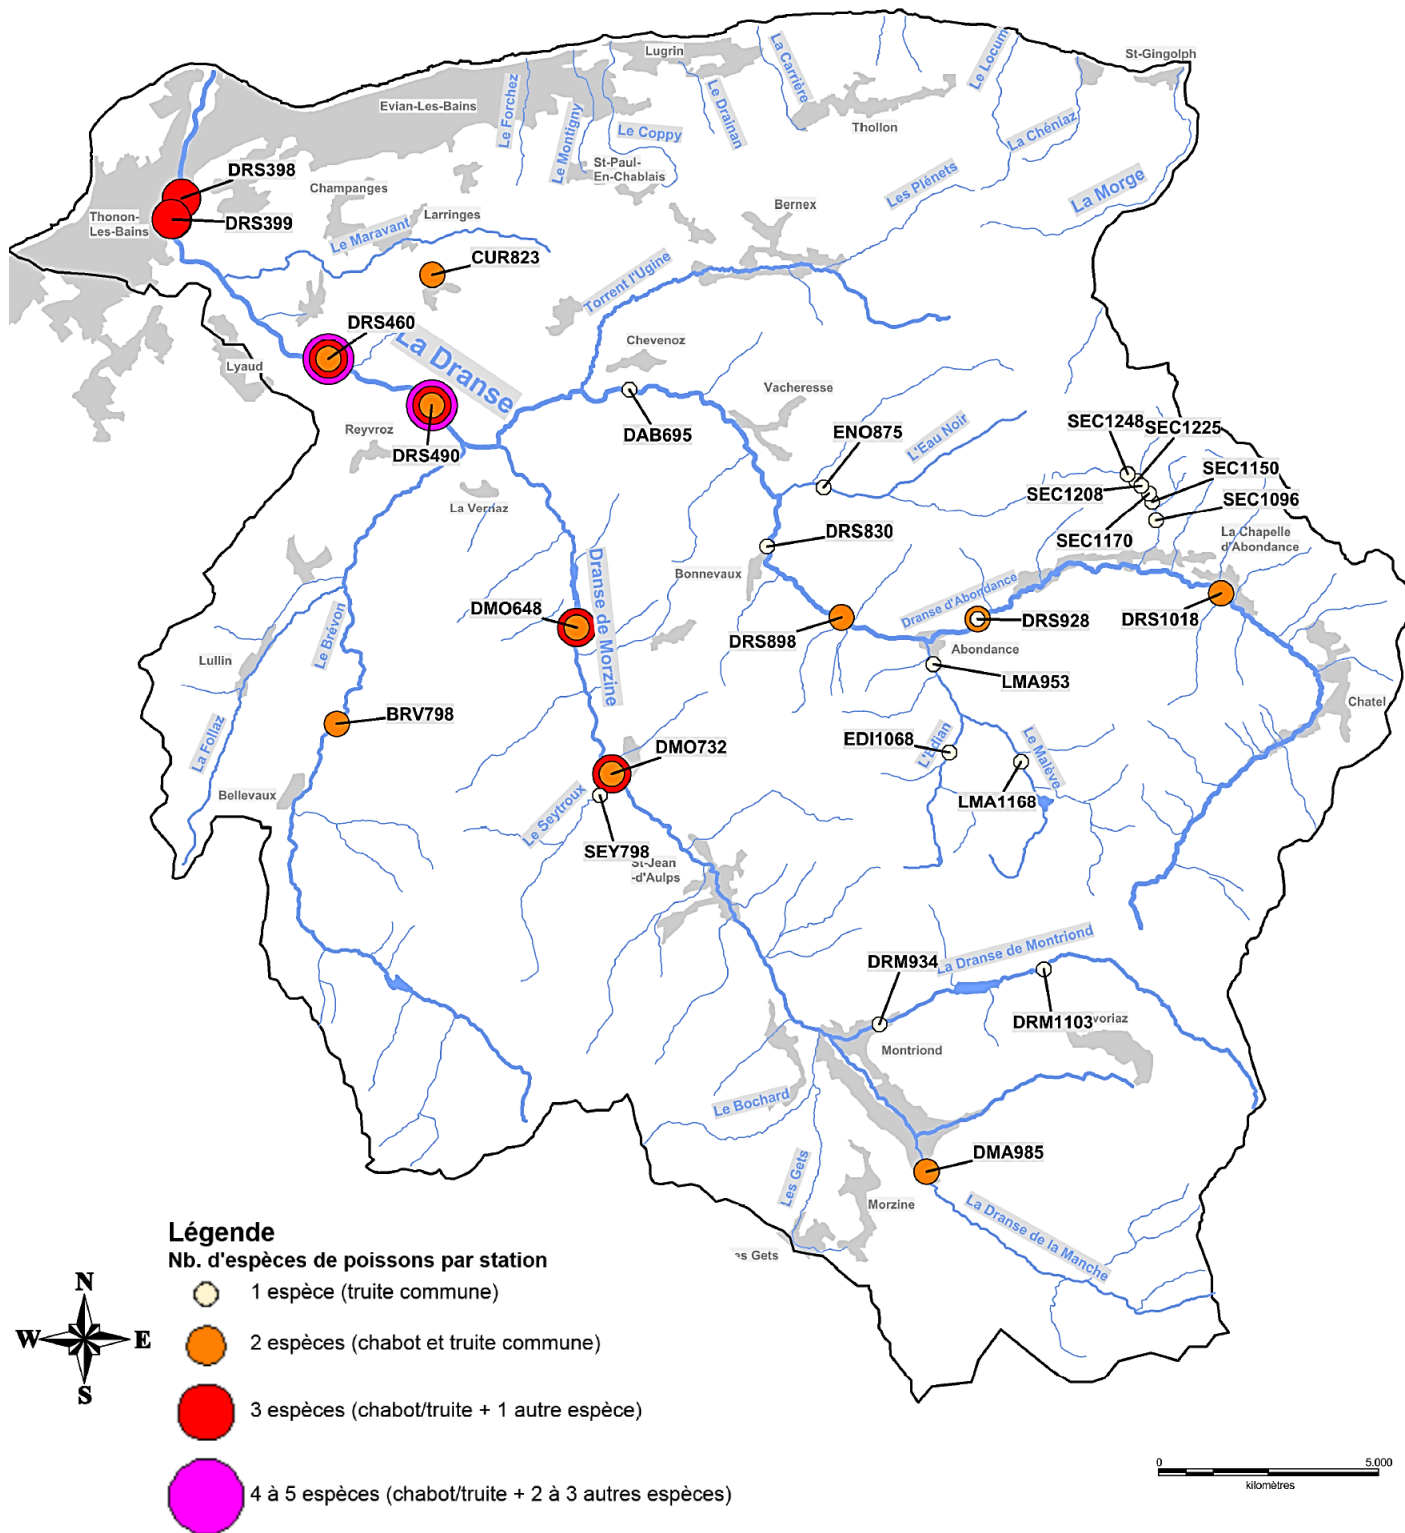 Lugrin
St-Gingolph
Evian-Les-Bains
Le Forchez
Le Montigny
Le Coppy
Le Drainan
La Carrière
Thollon
Le Locum
La Chéniaz
St-Paul-
En-Chablais
Les Plénets
La Morge
DRS398
Champanges
Thonon-
Les-Bains
DRS399
Larringes
Le Maravant
Bernex
CUR823
Torrent l'Ugine
DRS460
La Dranse
Chevenoz
Lyaud
Vacheresse
Reyvroz
DRS490
DAB695
ENO875
L'Eau Noir
SEC1248
SEC1225
SEC1150
SEC1208
SEC1096
SEC1170
La Chapelle
d'Abondance
La Vernaz
DRS830
Bonnevaux
Dranse de Morzine
DMO648
Dranse d'Abondance
DRS898
DRS928
DRS1018
Abondance
LMA953
Le Brévon
Lullin
Chatel
BRV798
La Follaz
DMO732
EDI1068
L'Edian
Le Malève
LMA1168
Bellevaux
Le Seytroux
SEY798
St-Jean
-d'Aulps
DRM934
La Dranse de Montriond
DRM1103
voriaz
Montriond
Le Bochard
Les Gets
DMA985
Morzine
La Dranse de la Manche
es Gets
Légende
Nb. d'espèces de poissons par station
1 espèce (truite commune)
2 espèces (chabot et truite commune)
3 espèces (chabot/truite + 1 autre espèce)
4 à 5 espèces (chabot/truite + 2 à 3 autres espèces)
N
W
E
S
0
5.000
kilomètres